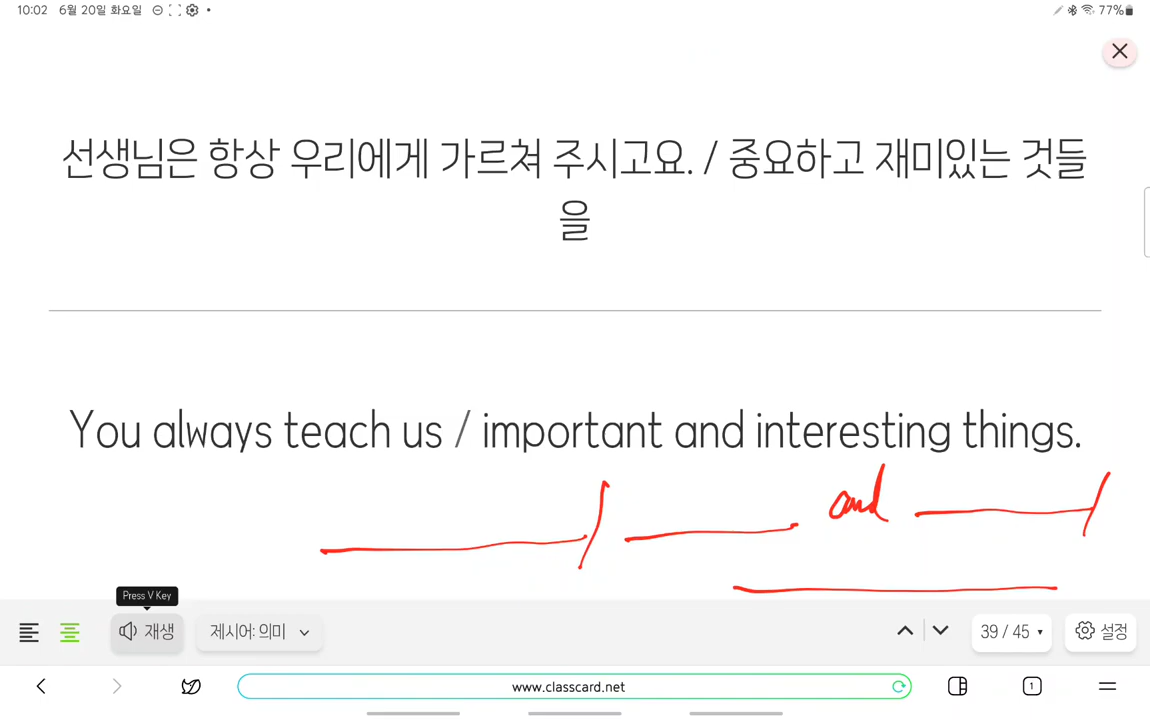 10:02 6월 20일 화요일 77%
선생님은 항상 우리에게 가르쳐 주시고요. / 중요하고 재미있는 것들
을
You always teach us / important and interesting things.
and
Press V Key
재생 제시어: 의미 39 / 45 설정
www.classcard.net 1